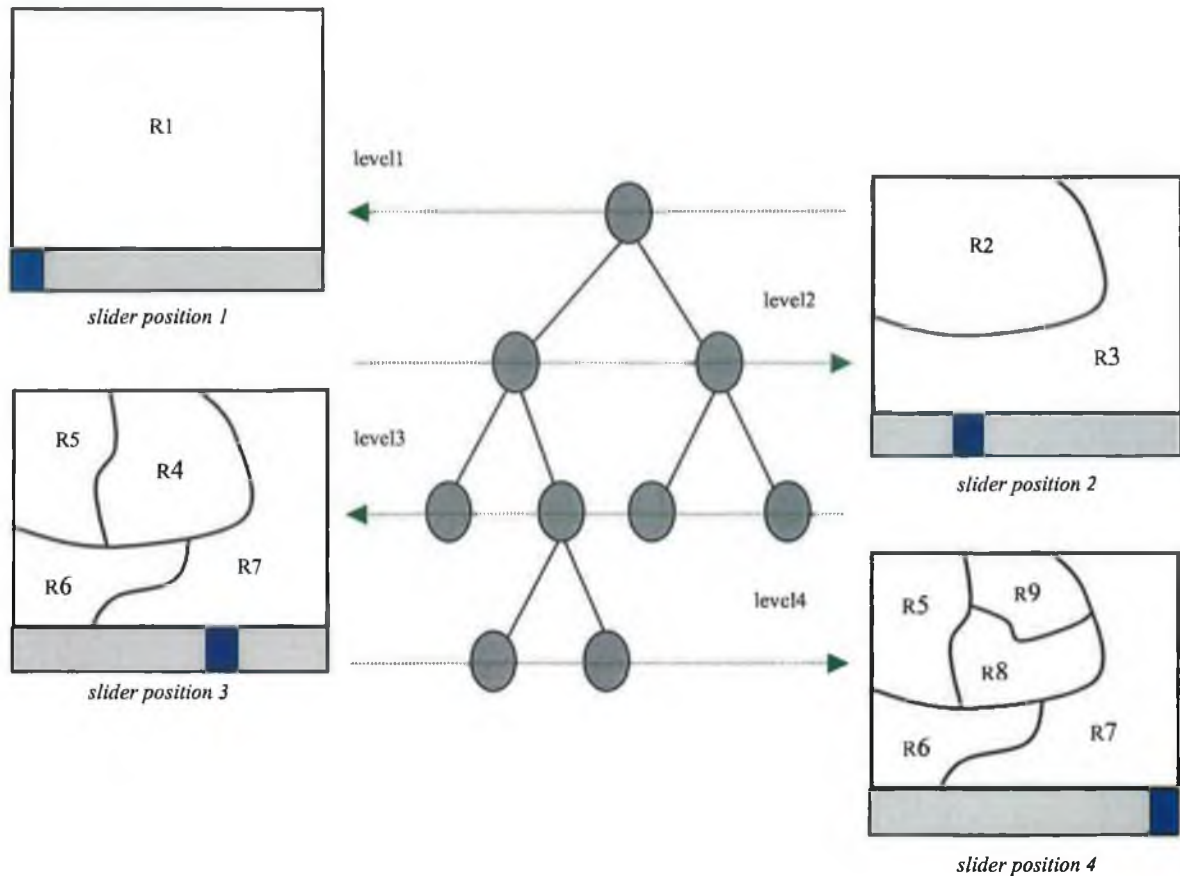 R1
level1
slider position 1
R2
level2
R3
slider position 2
R5
R4
level3
R6
R7
slider position 3
level4
R5
R9
R8
R6
R7
slider position 4